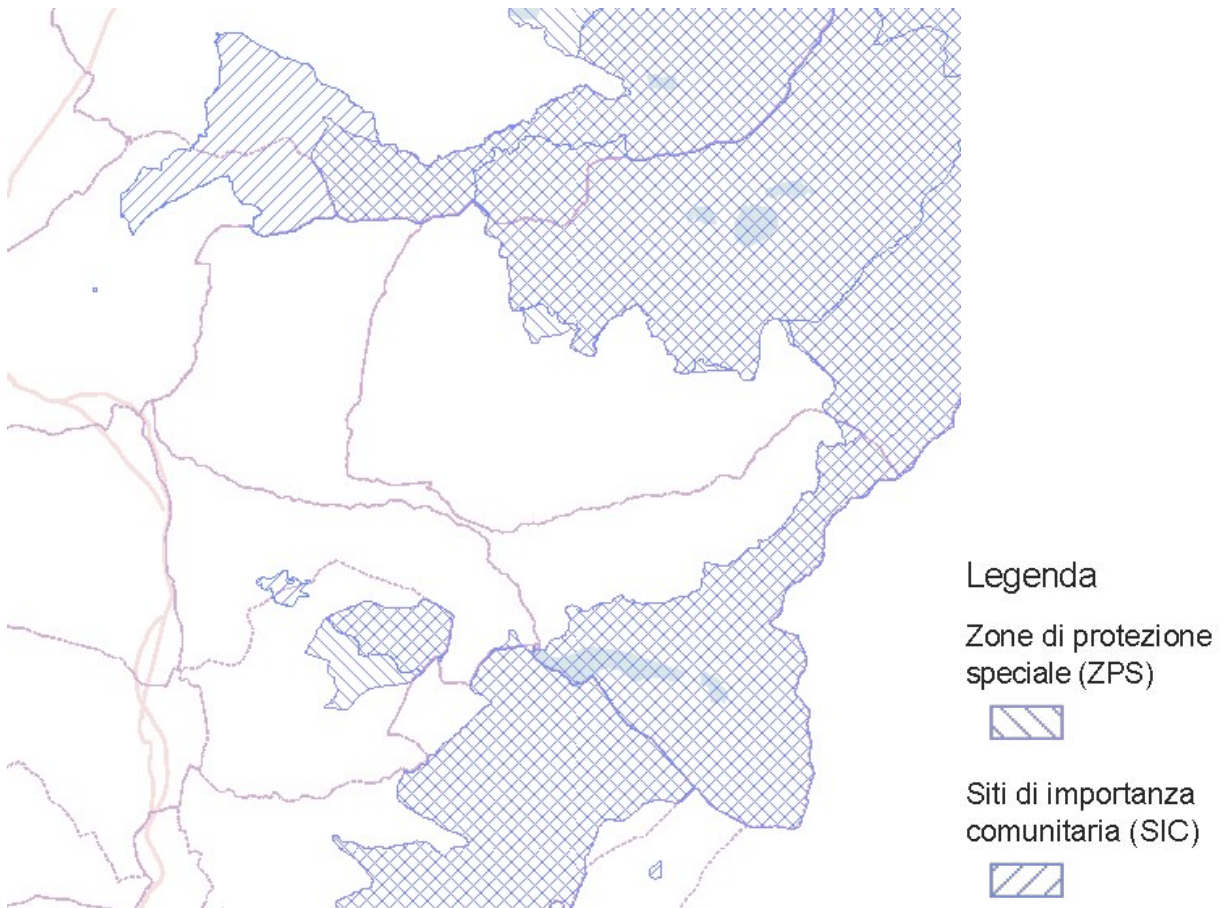 Legenda
Zone di protezione
speciale (ZPS)
Siti di importanza
comunitaria (SIC)